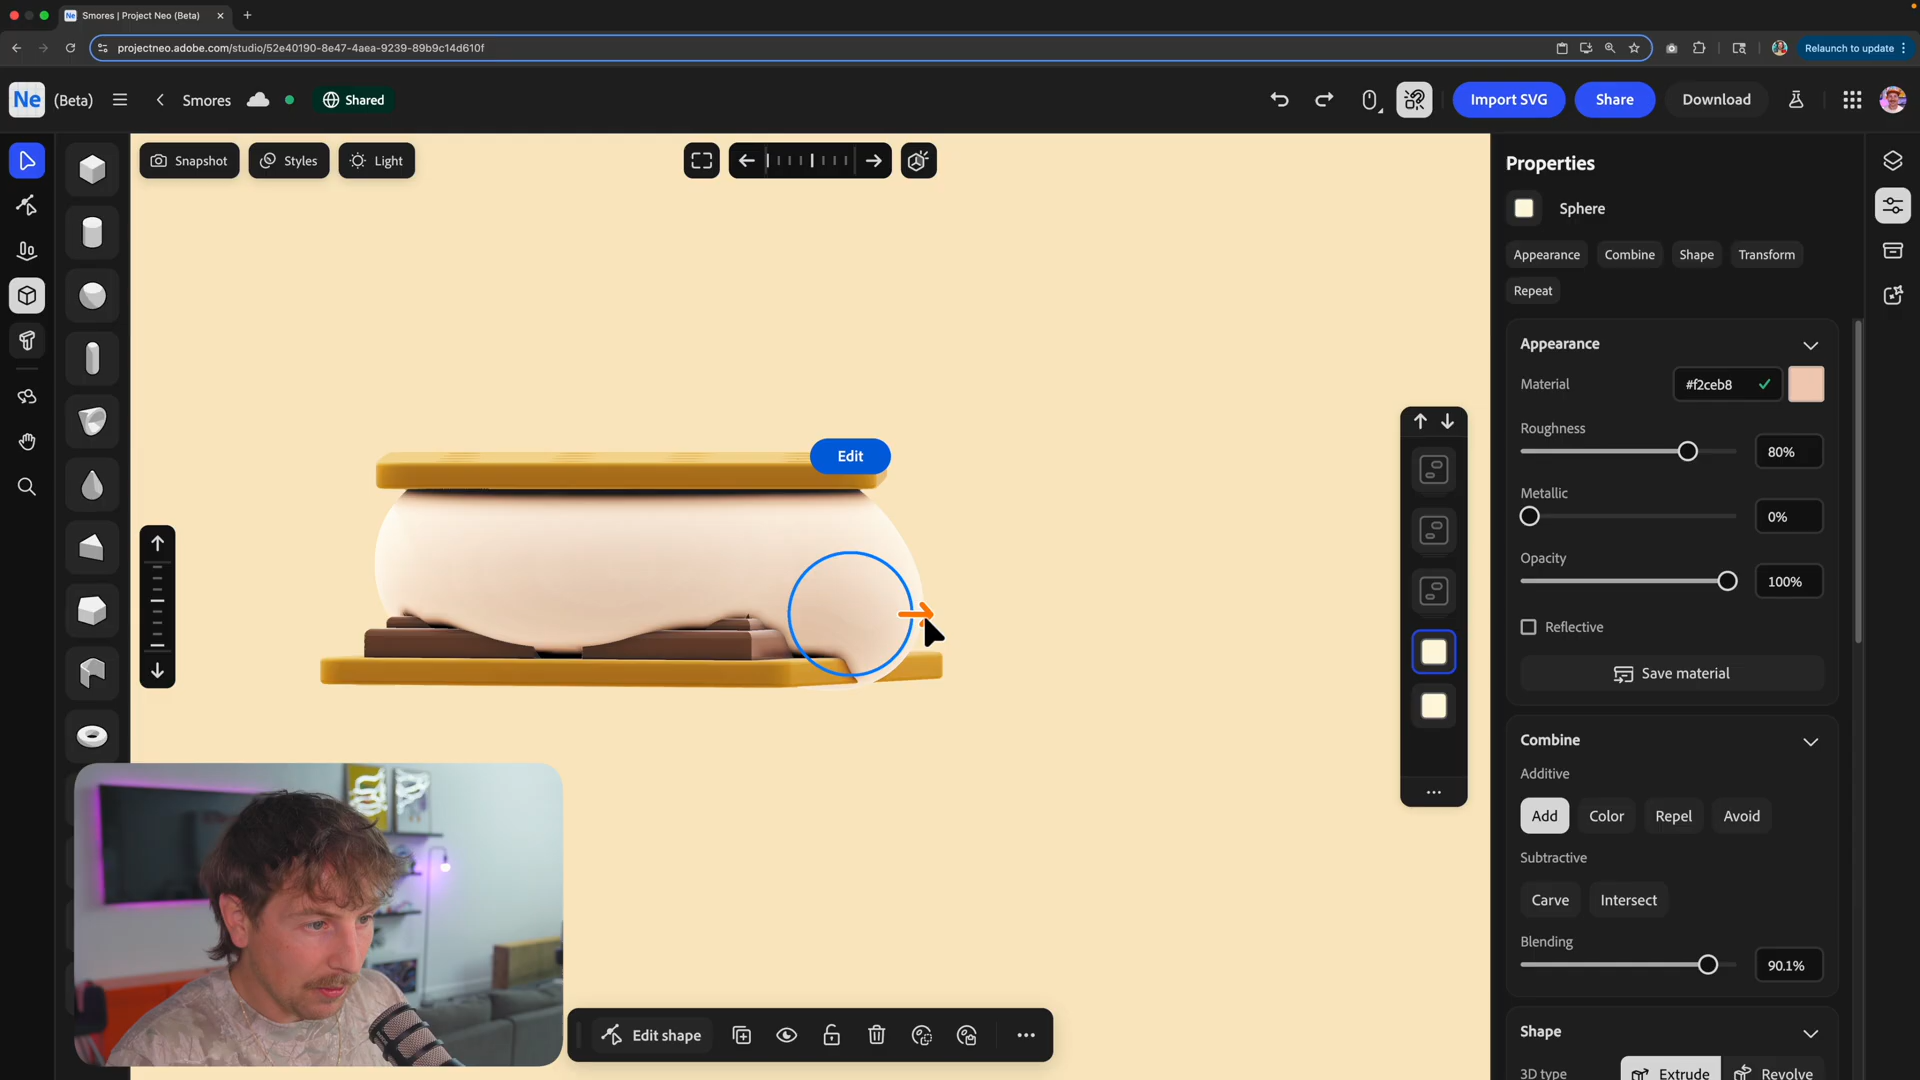 Smores | Project Neo (Beta)
projectneo.adobe.com/studio/52e40190-8e47-4aea-9239-89b9c14d610f
Relaunch to update
Ne (Beta)
Smores
Shared
Import SVG
Share
Download
Snapshot
Styles
Light
Edit
Edit shape
Properties
Sphere
Appearance
Combine
Shape
Transform
Repeat
Appearance
Material
#f2ceb8
Roughness
80%
Metallic
0%
Opacity
100%
Reflective
Save material
Combine
Additive
Add
Color
Repel
Avoid
Subtractive
Carve
Intersect
Blending
90.1%
Shape
3D type
Extrude
Revolve